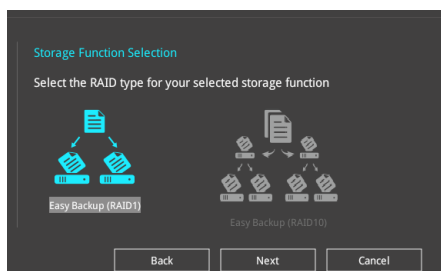 Storage Function Selection
Select the RAID type for your selected storage function
Easy Backup (RAID1)
Easy Backup (RAID10)
Back
Next
Cancel